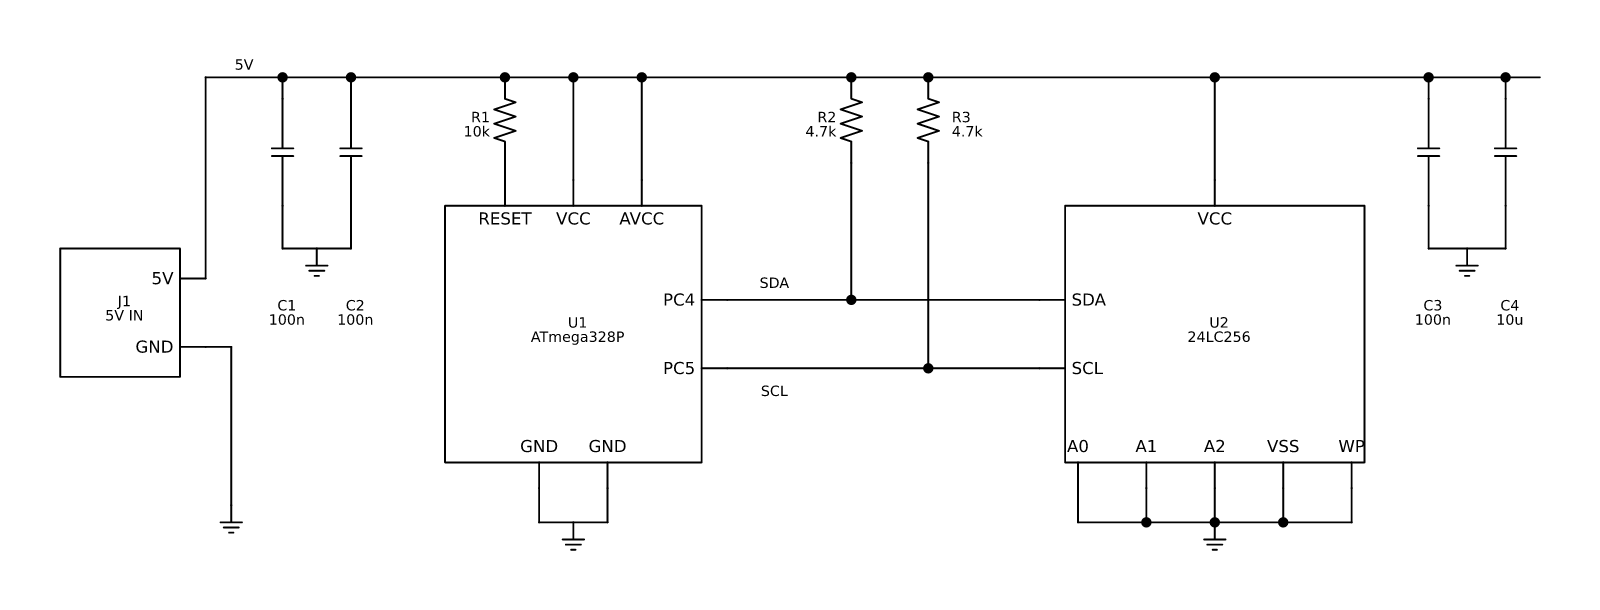 5V
R1
10k
R2
4.7k
R3
4.7k
RESET
VCC
AVCC
VCC
5V
J1
5V IN
GND
C1
100n
C2
100n
SDA
PC4
U1
ATmega328P
PC5
SCL
SDA
U2
24LC256
SCL
C3
100n
C4
10u
GND
GND
A0
A1
A2
VSS
WP